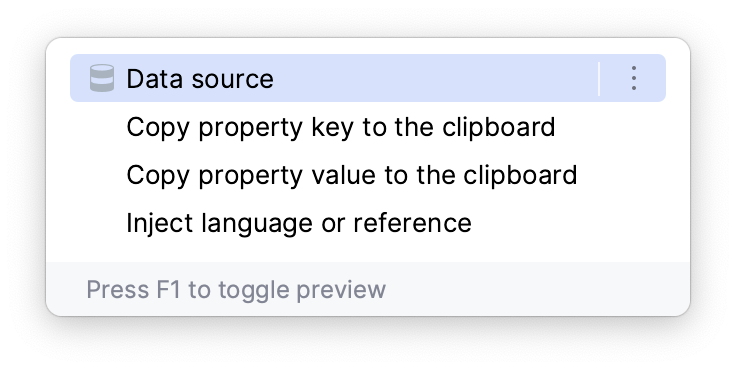 Data source
Copy property key to the clipboard
Copy property value to the clipboard
Inject language or reference
Press F1 to toggle preview